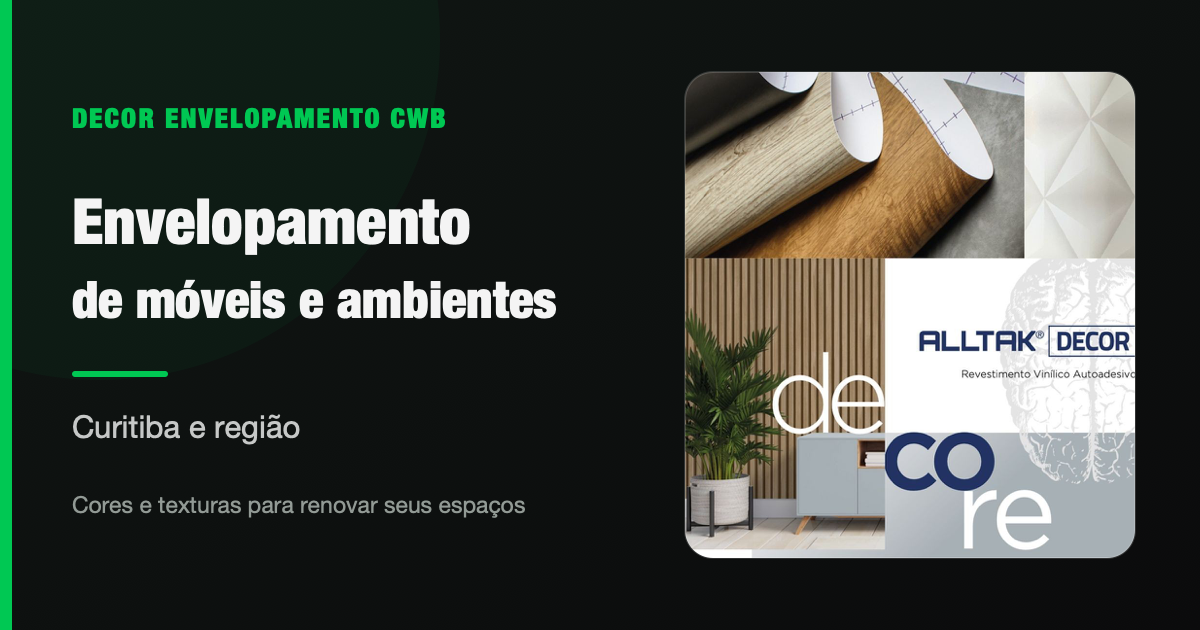 DECOR ENVELOPAMENTO CWB
Envelopamento
de móveis e ambientes
Curitiba e região
Cores e texturas para renovar seus espaços
ALLTAK® DECOR
Revestimento Vinílico Autoadesivo
de
co
re